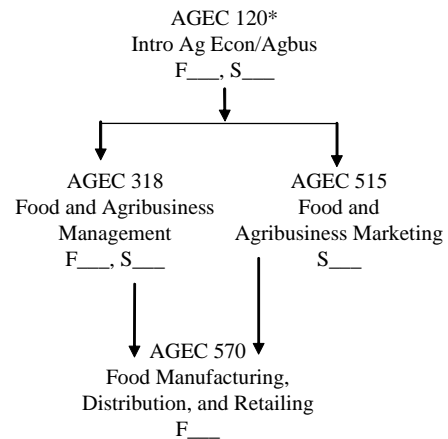 AGEC 120*
Intro Ag Econ/Agbus
F___, S___
AGEC 318
Food and Agribusiness
Management
F___, S___
AGEC 515
Food and
Agribusiness Marketing
S___
AGEC 570
Food Manufacturing,
Distribution, and Retailing
F___